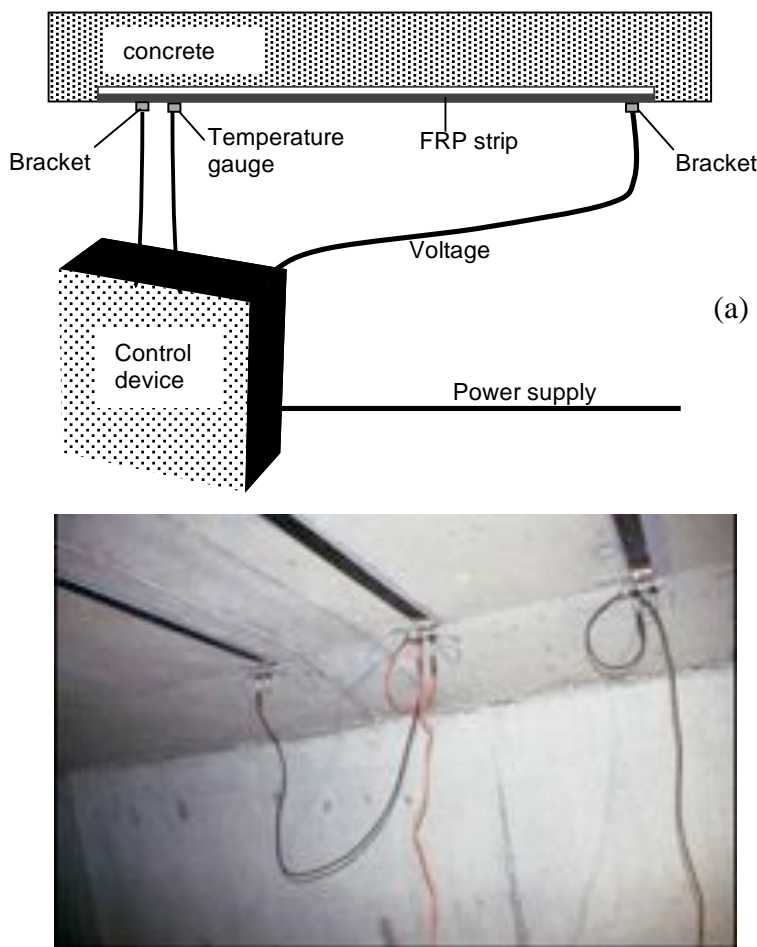 concrete
Temperature
gauge
FRP strip
Bracket
Bracket
Voltage
(a)
Control
device
Power supply